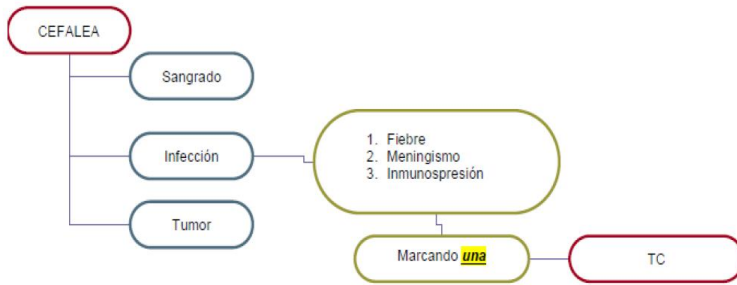 CEFALEA
Sangrado
Infección
Tumor
1. Fiebre
2. Meningismo
3. Inmunospresión
Marcando una
TC